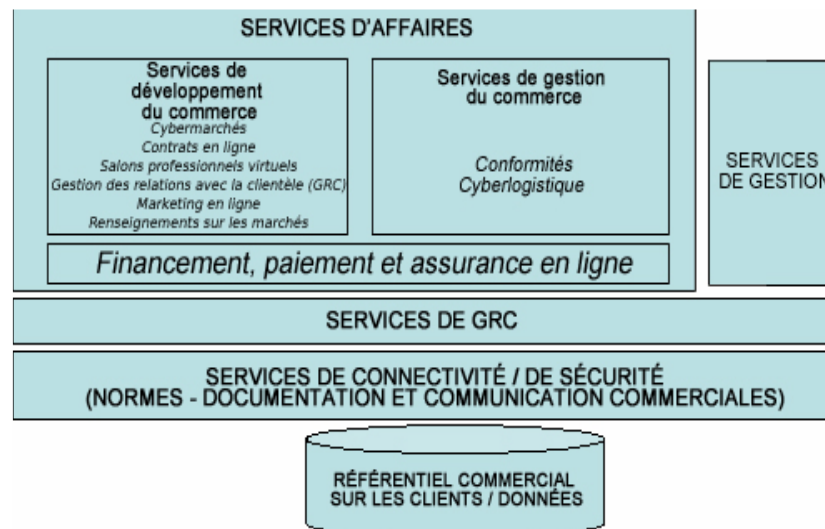 SERVICES D'AFFAIRES
Services de
développement
du commerce
Cybermarchés
Contrats en ligne
Salons professionnels virtuels
Gestion des relations avec la clientèle (GRC)
Marketing en ligne
Renseignements sur les marchés
Services de gestion
du commerce
Conformités
Cyberlogistique
Financement, paiement et assurance en ligne
SERVICES
DE GESTION
SERVICES DE GRC
SERVICES DE CONNECTIVITÉ / DE SÉCURITÉ
(NORMES - DOCUMENTATION ET COMMUNICATION COMMERCIALES)
RÉFÉRENTIEL COMMERCIAL
SUR LES CLIENTS / DONNÉES